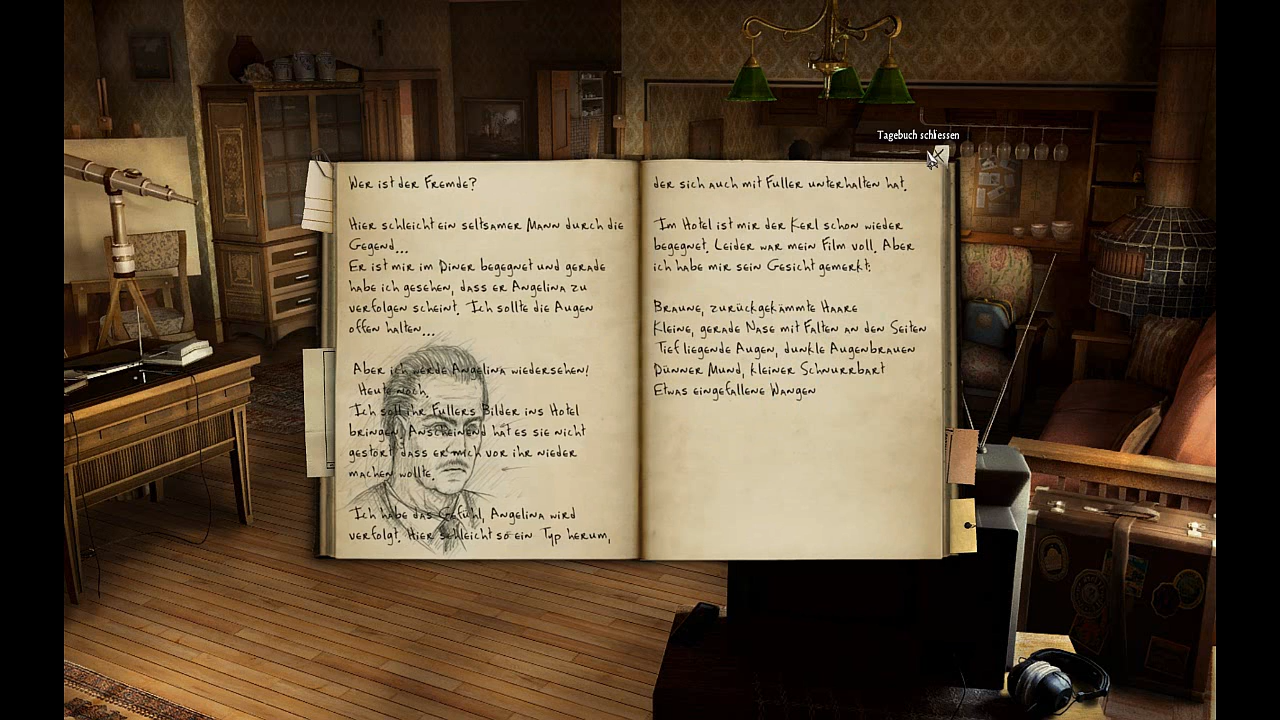 Tagebuch schliessen
Wer ist der Fremde?
Hier schleicht ein seltsamer Mann durch die
Gegend...
Er ist mir im Diner begegnet und gerade
habe ich gesehen, dass er Angelina zu
verfolgen scheint. Ich sollte die Augen
offen halten...
Aber ich werde Angelina wiedersehen!
Heute noch.
Ich soll ihr Fullers Bilder ins Hotel
bringen. Anscheinend hat es sie nicht
gestört dass er mich vor ihr nieder
machen wollte.
Ich habe das Gefühl, Angelina wird
verfolgt. Hier schleicht so ein Typ herum,
der sich auch mit Fuller unterhalten hat.
Im Hotel ist mir der Kerl schon wieder
begegnet. Leider war mein Film voll. Aber
ich habe mir sein Gesicht gemerkt:
Braune, zurückgekämmte Haare
Kleine, gerade Nase mit Falten an den Seiten
Tief liegende Augen, dunkle Augenbrauen
Dünner Mund, kleiner Schnurrbart
Etwas eingefallene Wangen